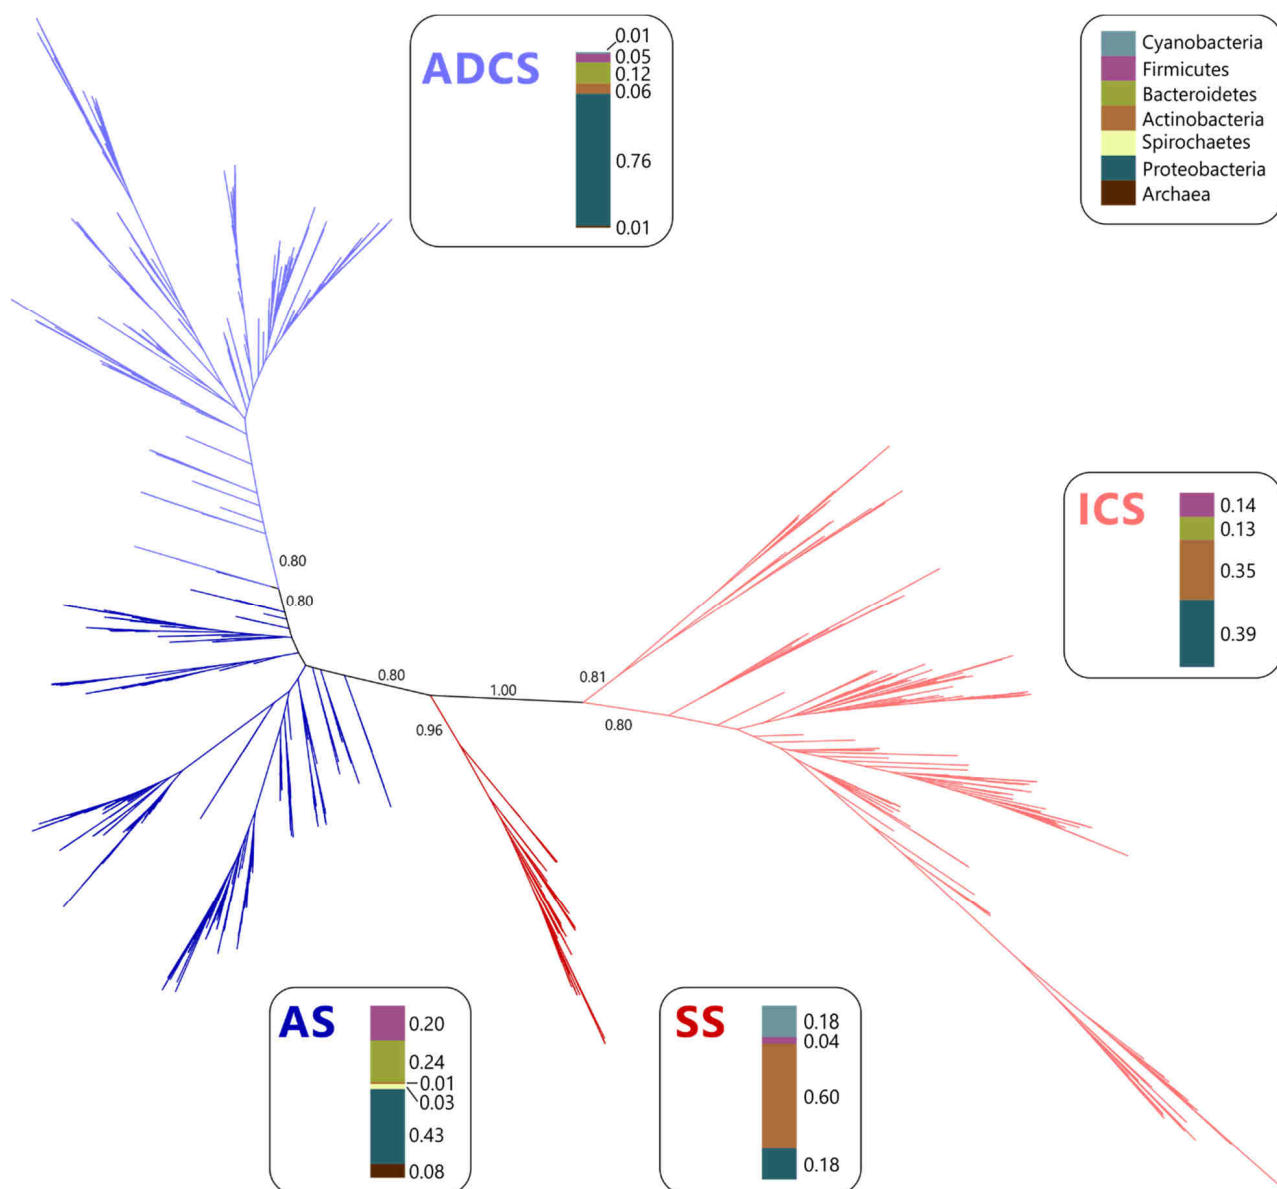 ADCS
0.01
0.05
0.12
0.06
0.76
0.01
Cyanobacteria
Firmicutes
Bacteroidetes
Actinobacteria
Spirochaetes
Proteobacteria
Archaea
ICS
0.14
0.13
0.35
0.39
0.80
0.80
0.80
1.00
0.81
0.80
0.96
AS
0.20
0.24
0.01
0.03
0.43
0.08
SS
0.18
0.04
0.60
0.18